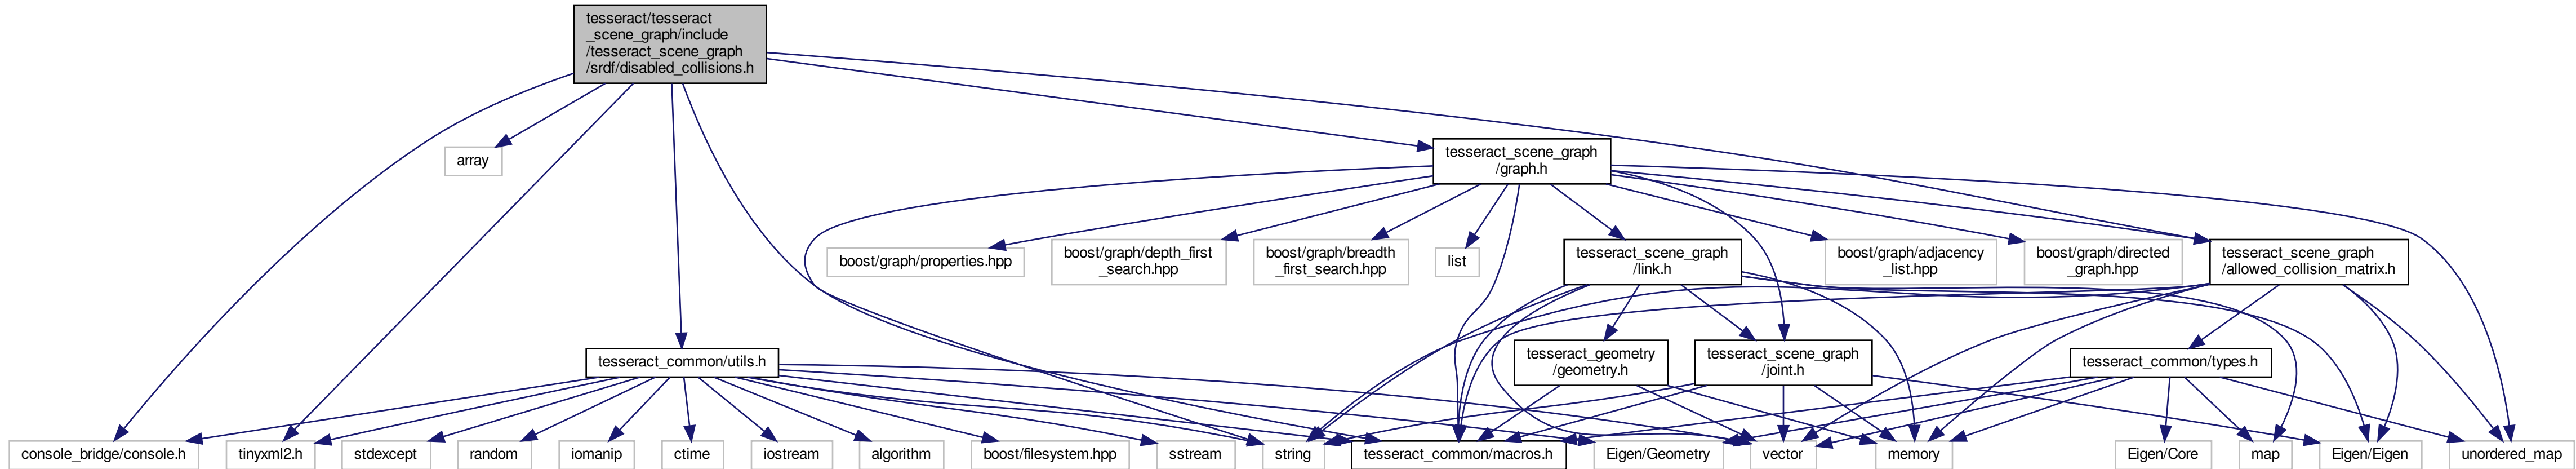 tesseract/tesseract
_scene_graph/include
/tesseract_scene_graph
/srdf/disabled_collisions.h
array
tesseract_scene_graph
/graph.h
boost/graph/properties.hpp
boost/graph/depth_first
_search.hpp
boost/graph/breadth
_first_search.hpp
list
tesseract_scene_graph
/link.h
boost/graph/adjacency
_list.hpp
boost/graph/directed
_graph.hpp
tesseract_scene_graph
/allowed_collision_matrix.h
tesseract_common/utils.h
tesseract_geometry
/geometry.h
tesseract_scene_graph
/joint.h
tesseract_common/types.h
console_bridge/console.h
tinyxml2.h
stdexcept
random
iomanip
ctime
iostream
algorithm
boost/filesystem.hpp
sstream
string
tesseract_common/macros.h
Eigen/Geometry
vector
memory
Eigen/Core
map
Eigen/Eigen
unordered_map